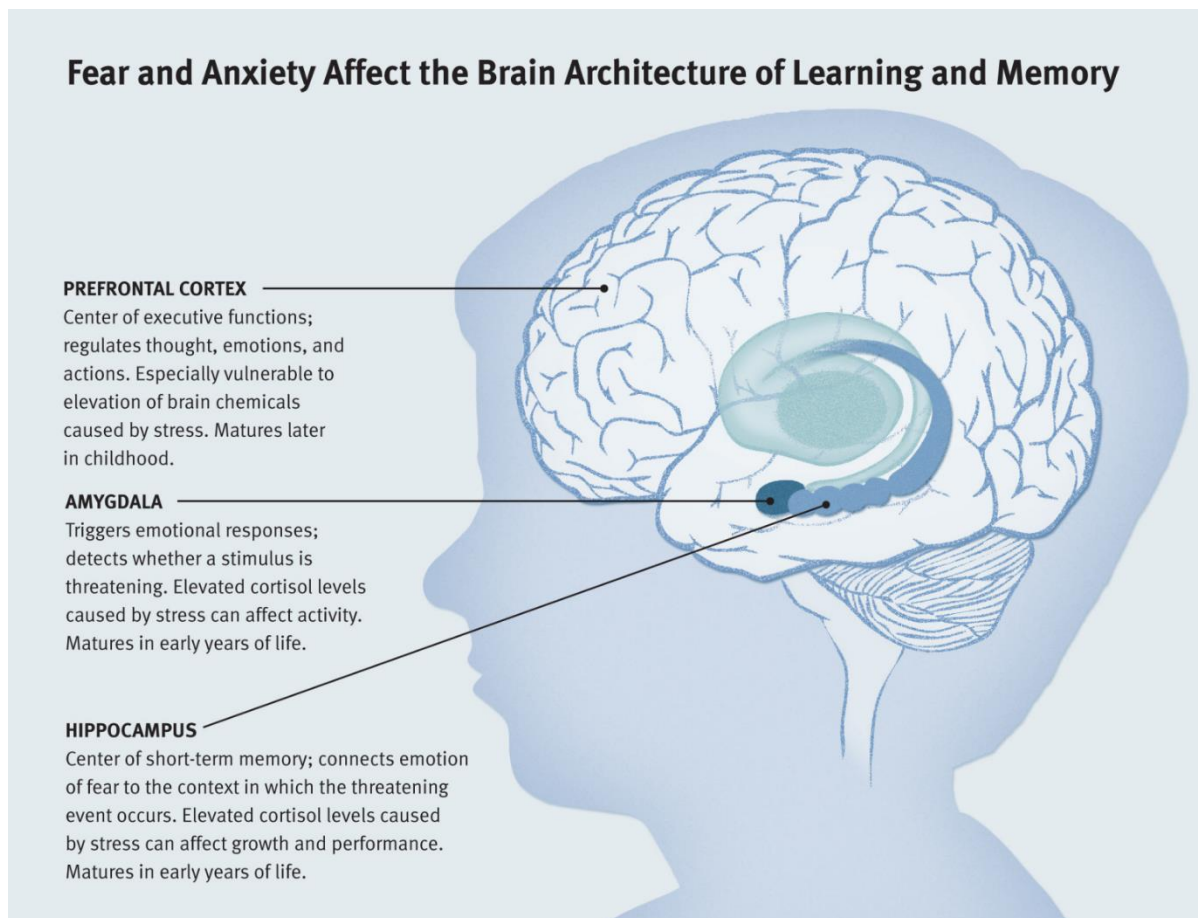 Fear and Anxiety Affect the Brain Architecture of Learning and Memory
PREFRONTAL CORTEX
Center of executive functions;
regulates thought, emotions, and
actions. Especially vulnerable to
elevation of brain chemicals
caused by stress. Matures later
in childhood.
AMYGDALA
Triggers emotional responses;
detects whether a stimulus is
threatening. Elevated cortisol levels
caused by stress can affect activity.
Matures in early years of life.
HIPPOCAMPUS
Center of short-term memory; connects emotion
of fear to the context in which the threatening
event occurs. Elevated cortisol levels caused
by stress can affect growth and performance.
Matures in early years of life.